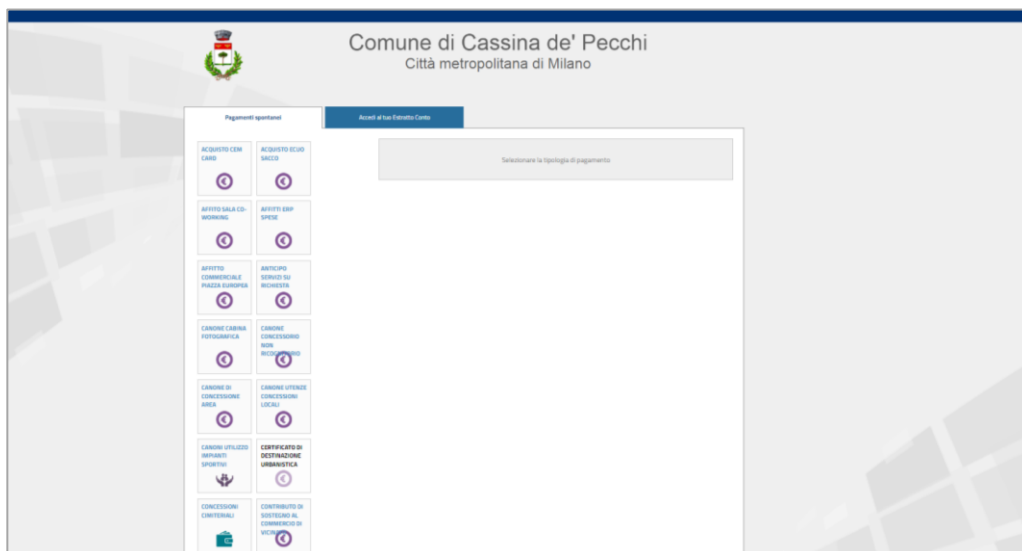 Comune di Cassina de' Pecchi
Città metropolitana di Milano
Pagamenti spontanei
Accedi al tuo Estratto Conto
Selezionare la tipologia di pagamento
ACQUISTO CEM
CARD
ACQUISTO ECUO
SACCO
AFFITO SALA CO-
WORKING
AFFITTI ERP
SPESE
AFFITTO
COMMERCIALE
PIAZZA EUROPEA
ANTICIPO
SERVIZI SU
RICHIESTA
CANONE CABINA
FOTOGRAFICA
CANONE
CONCESSORIO
NON
CANONE DI
CONCESSIONE
AREA
CANONE UTENZE
CONCESSIONI
LOCALI
CANONI UTILIZZO
IMPIANTI
SPORTIVI
CERTIFICATO DI
DESTINAZIONE
URBANISTICA
CONCESSIONI
CIMITERIALI
CONTRIBUTO DI
SOSTEGNO AL
COMMERCIO DI